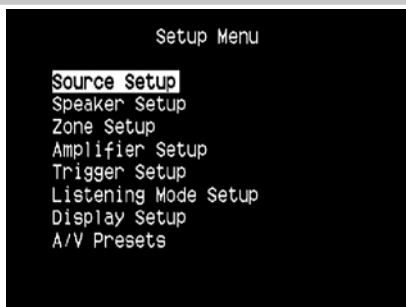 Setup Menu
Source Setup
Speaker Setup
Zone Setup
Amplifier Setup
Trigger Setup
Listening Mode Setup
Display Setup
A/V Presets